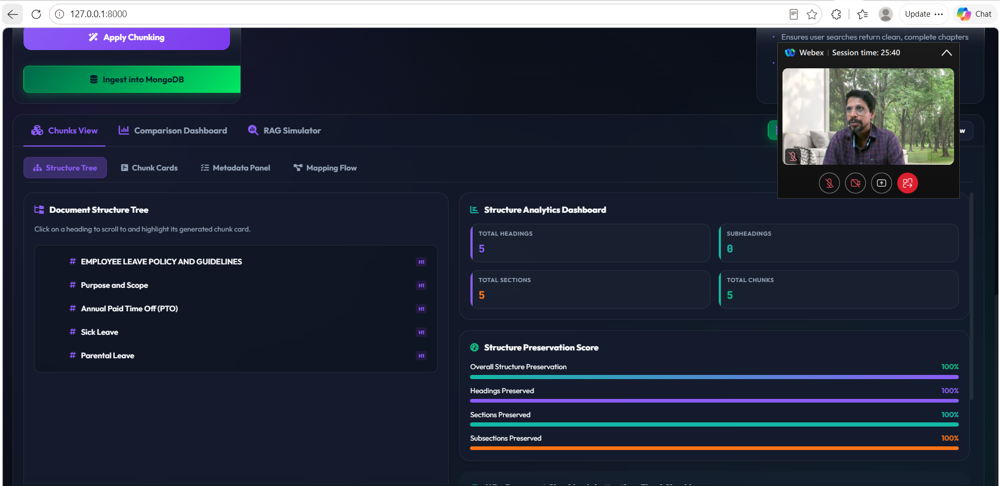 127.0.0.1:8000
Update
Chat
Apply Chunking
Ingest into MongoDB
Ensures user searches return clean, complete chapters
Webex | Session time: 25:40
Chunks View
Comparison Dashboard
RAG Simulator
w
Structure Tree
Chunk Cards
Metadata Panel
Mapping Flow
Document Structure Tree
Click on a heading to scroll to and highlight its generated chunk card.
# EMPLOYEE LEAVE POLICY AND GUIDELINES H1
# Purpose and Scope H1
# Annual Paid Time Off (PTO) H1
# Sick Leave H1
# Parental Leave H1
Structure Analytics Dashboard
TOTAL HEADINGS
5
SUBHEADINGS
0
TOTAL SECTIONS
5
TOTAL CHUNKS
5
Structure Preservation Score
Overall Structure Preservation 100%
Headings Preserved 100%
Sections Preserved 100%
Subsections Preserved 100%